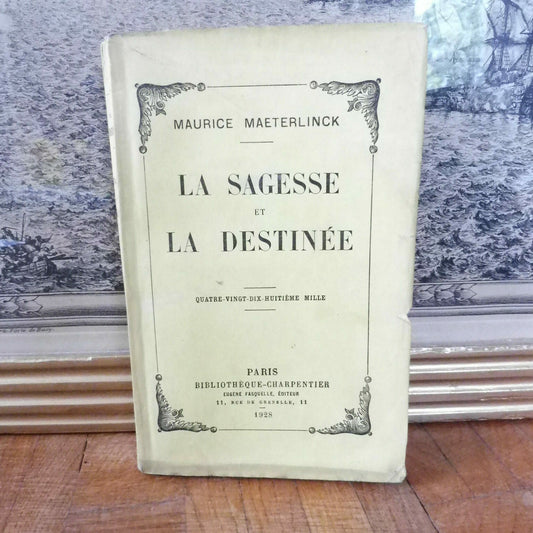 MAURICE MAETERLINCK
LA SAGESSE
ET
LA DESTINÉE
QUATRE-VINGT-DIX-HUITIÈME MILLE
PARIS
BIBLIOTHÈQUE-CHARPENTIER
EUGÈNE FASQUELLE, ÉDITEUR
11, RUE DE GRENELLE, 11
1928